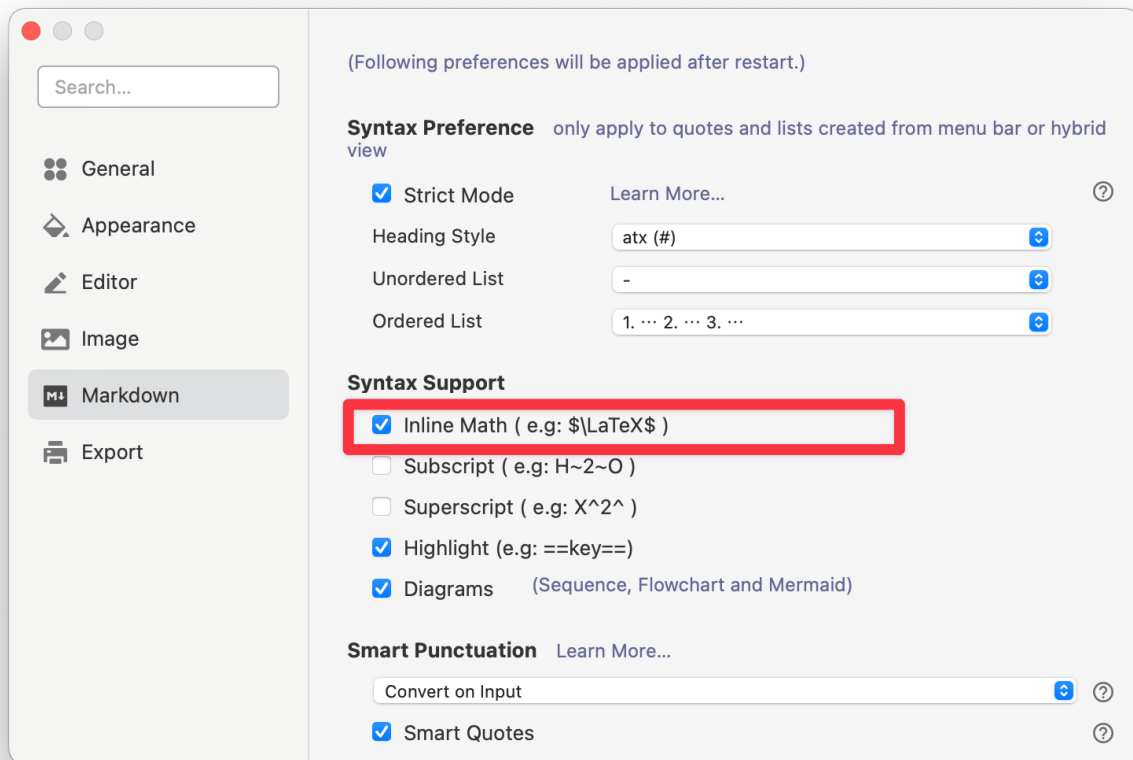 Search...
General
Appearance
Editor
Image
Markdown
Export
(Following preferences will be applied after restart.)
Syntax Preference only apply to quotes and lists created from menu bar or hybrid
view
Strict Mode Learn More...
Heading Style atx (#)
Unordered List -
Ordered List 1. ··· 2. ··· 3. ···
Syntax Support
Inline Math ( e.g: $\LaTeX$ )
Subscript ( e.g: H~2~O )
Superscript ( e.g: X^2^ )
Highlight (e.g: ==key==)
Diagrams (Sequence, Flowchart and Mermaid)
Smart Punctuation Learn More...
Convert on Input
Smart Quotes